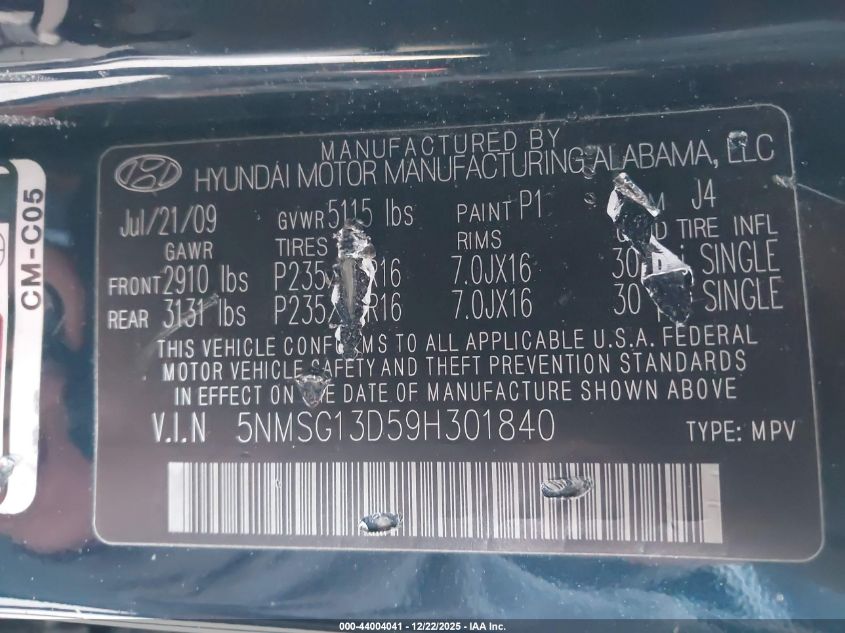 MANUFACTURED BY
HYUNDAI MOTOR MANUFACTURING ALABAMA, LLC
Jul/21/09 GVWR 5115 lbs PAINT P1 J4
GAWR TIRES RIMS TIRE INFL
FRONT 2910 lbs 7.0JX16 30 SINGLE
REAR 3131 lbs 7.0JX16 30 SINGLE
THIS VEHICLE CONFORMS TO ALL APPLICABLE U.S.A. FEDERAL
MOTOR VEHICLE SAFETY AND THEFT PREVENTION STANDARDS
IN EFFECT ON THE DATE OF MANUFACTURE SHOWN ABOVE
V.I.N 5NMSG13D59H301840 TYPE: MPV
CM-C05
000-44004041 - 12/22/2025 - IAA Inc.